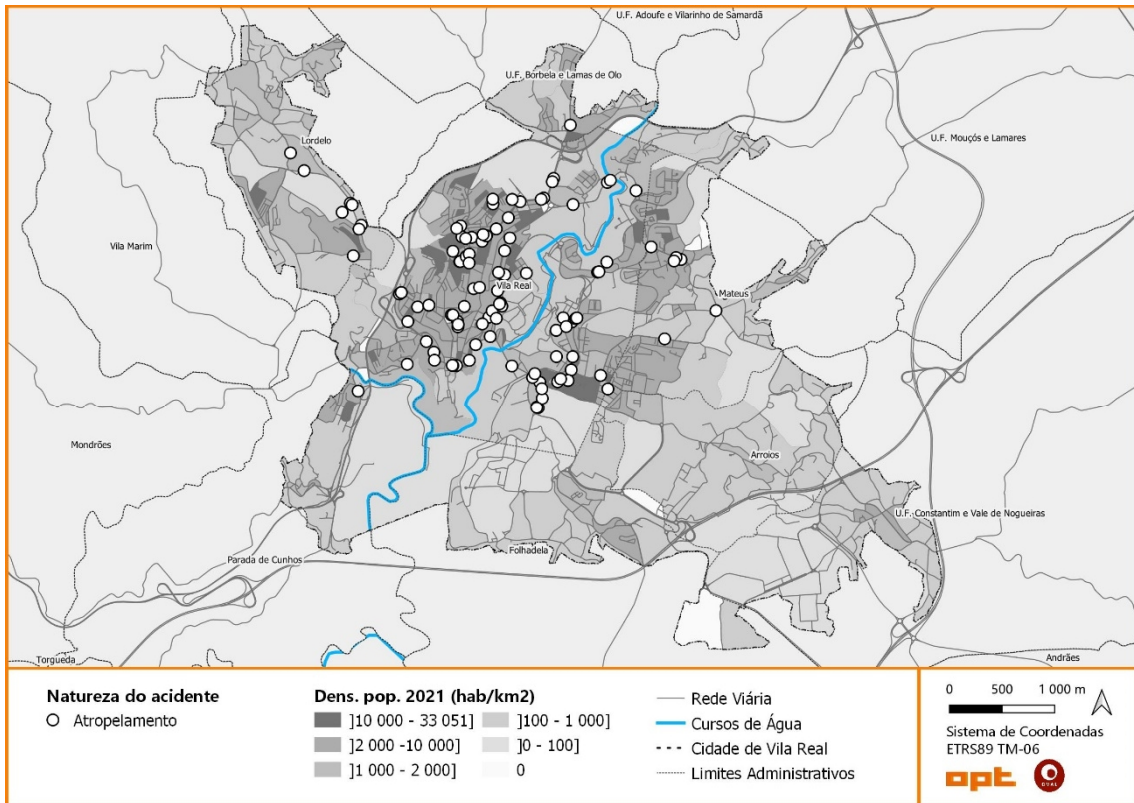 U.F. Adoufe e Vilarinho de Samardã
U.F. Borbela e Lamas de Olo
U.F. Mouçós e Lamares
Lordelo
Vila Marim
Vila Real
Mateus
Mondrões
Arroios
U.F. Constantim e Vale de Nogueiras
Folhadela
Parada de Cunhos
Torgueda
Andrães
Natureza do acidente
Atropelamento
Dens. pop. 2021 (hab/km2)
]10 000 - 33 051]
]2 000 -10 000]
]1 000 - 2 000]
]100 - 1 000]
]0 - 100]
0
Rede Viária
Cursos de Água
Cidade de Vila Real
Limites Administrativos
0 500 1 000 m
Sistema de Coordenadas
ETRS89 TM-06
opt